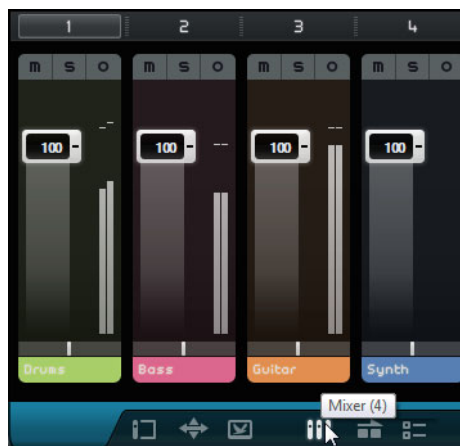 1 2 3 4
m s o m s o m s o m s o
100 100 100 100
Drums Bass Guitar Synth
Mixer (4)